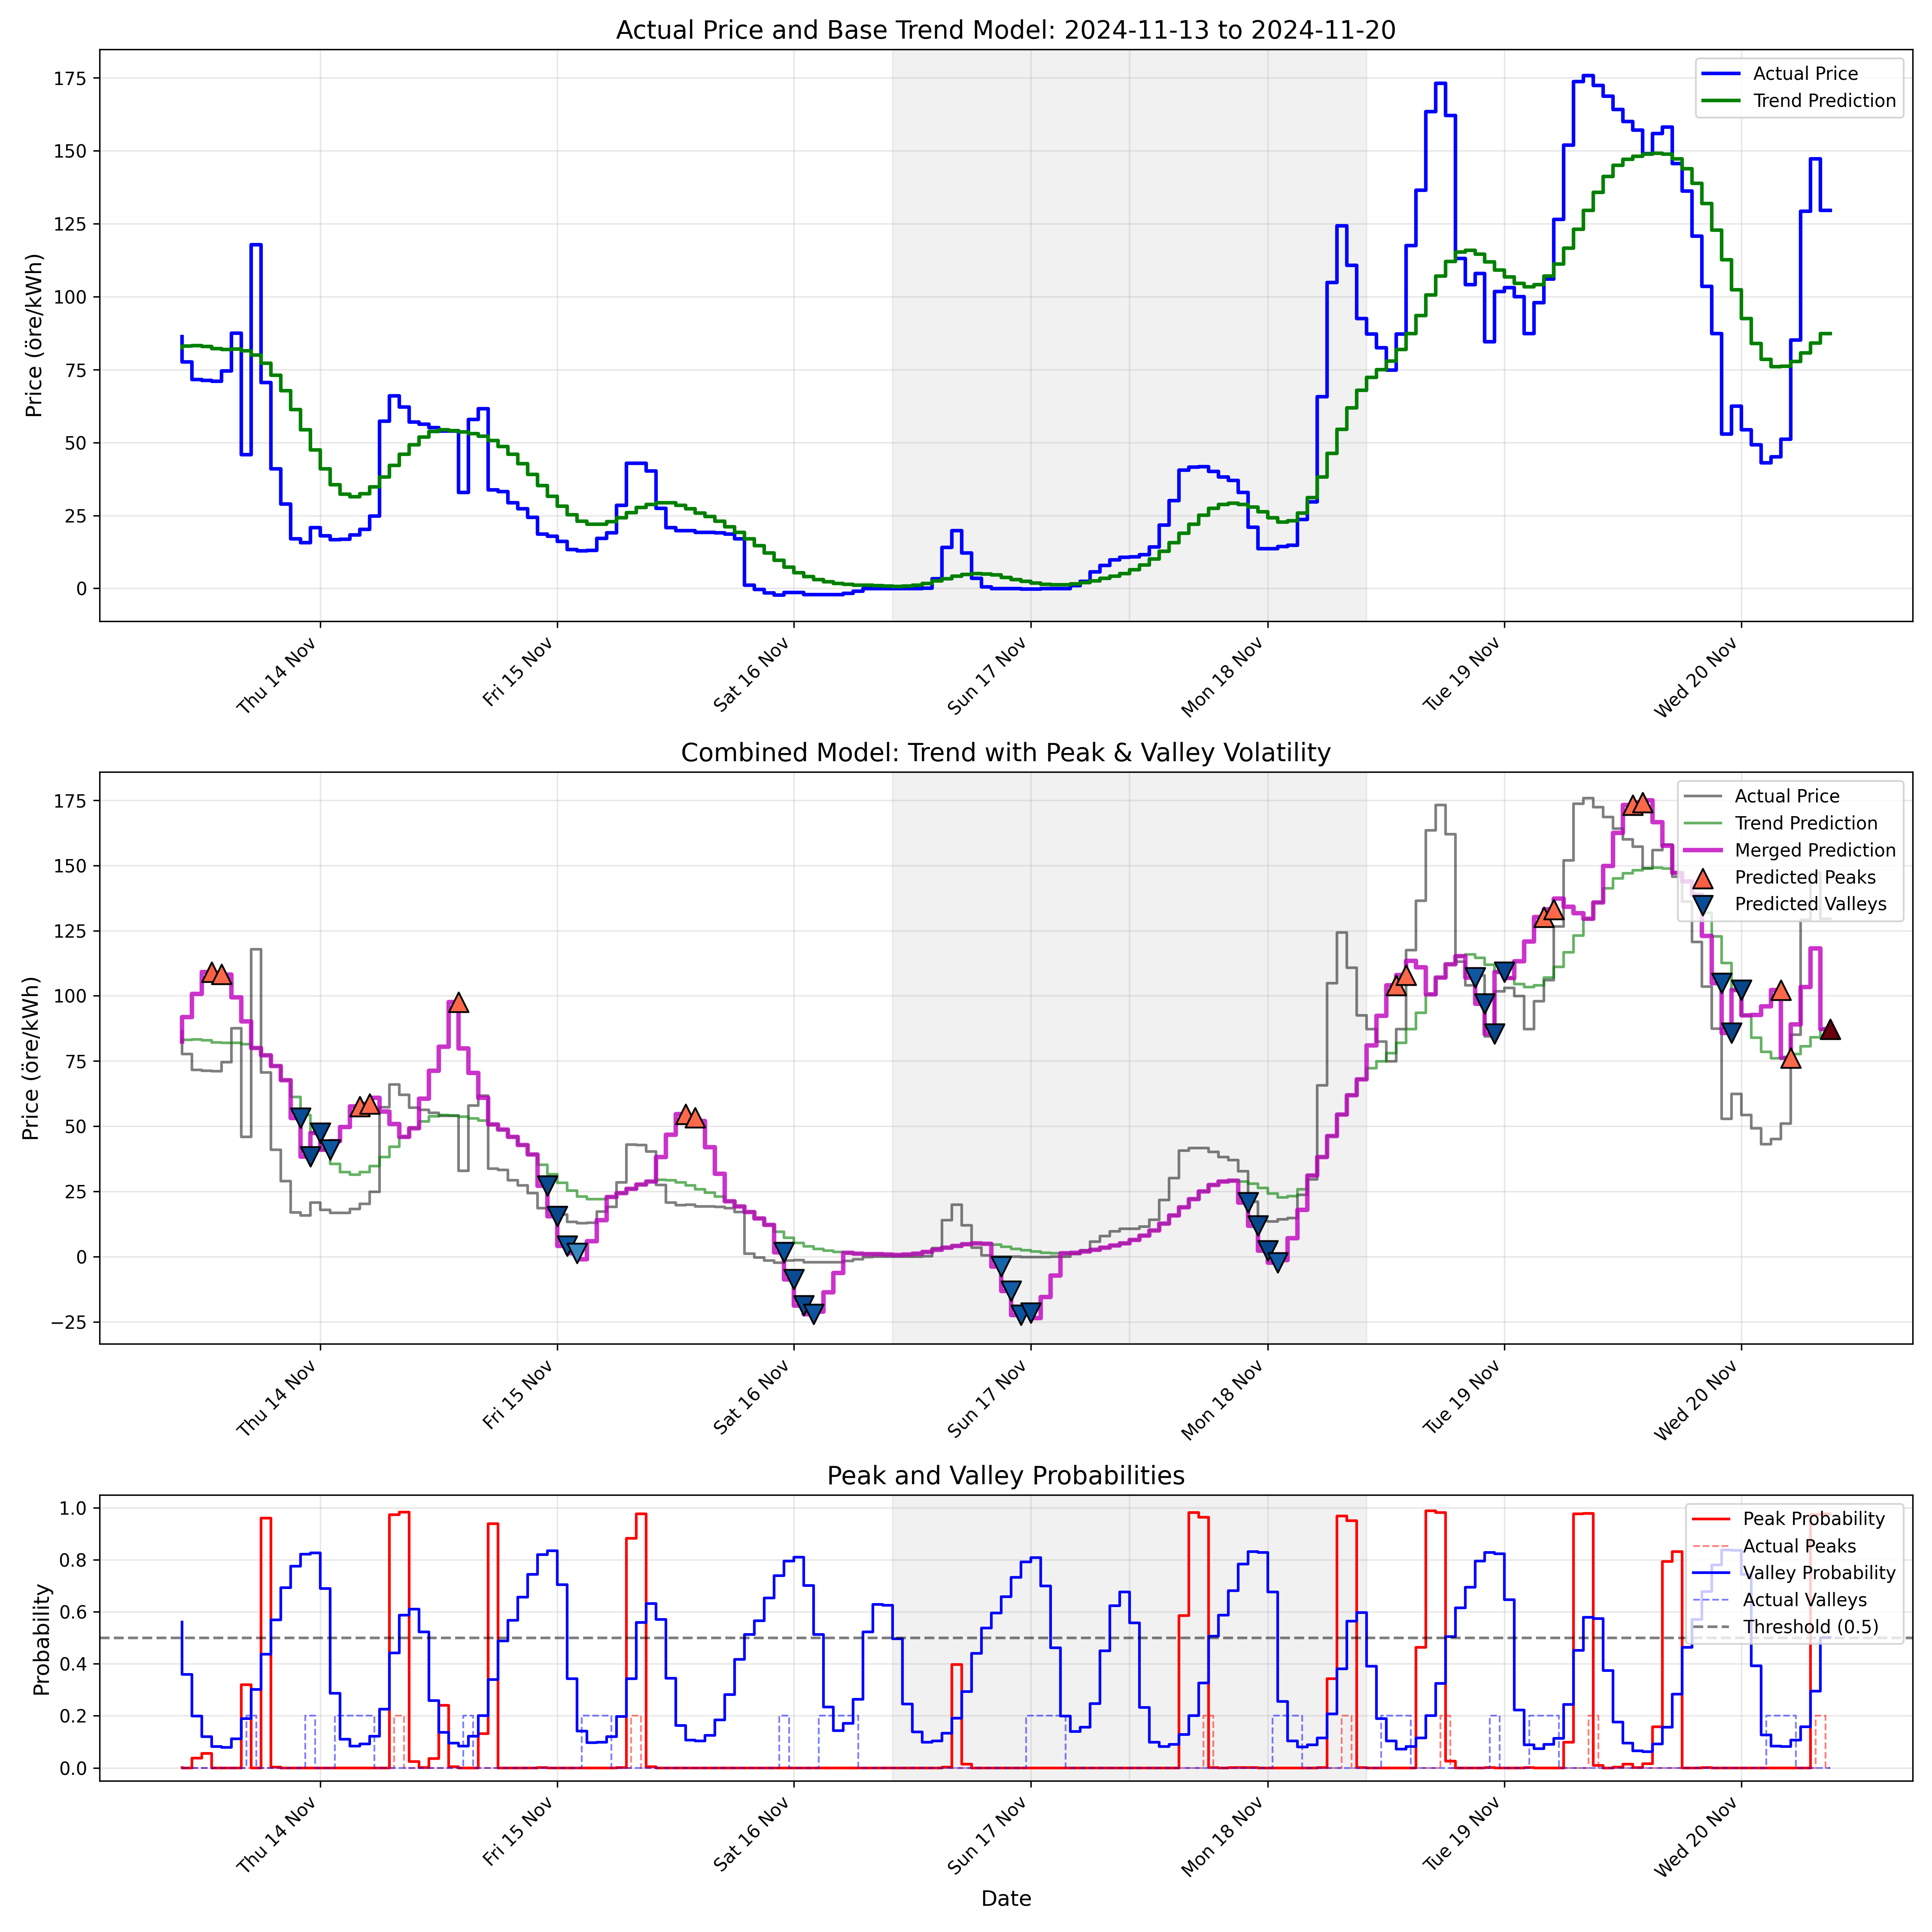 Actual Price and Base Trend Model: 2024-11-13 to 2024-11-20
Price (öre/kWh)
175
150
125
100
75
50
25
0
Actual Price
Trend Prediction
Thu 14 Nov
Fri 15 Nov
Sat 16 Nov
Sun 17 Nov
Mon 18 Nov
Tue 19 Nov
Wed 20 Nov
Combined Model: Trend with Peak & Valley Volatility
Price (öre/kWh)
175
150
125
100
75
50
25
0
−25
Actual Price
Trend Prediction
Merged Prediction
Predicted Peaks
Predicted Valleys
Thu 14 Nov
Fri 15 Nov
Sat 16 Nov
Sun 17 Nov
Mon 18 Nov
Tue 19 Nov
Wed 20 Nov
Peak and Valley Probabilities
Probability
1.0
0.8
0.6
0.4
0.2
0.0
Peak Probability
Actual Peaks
Valley Probability
Actual Valleys
Threshold (0.5)
Thu 14 Nov
Fri 15 Nov
Sat 16 Nov
Sun 17 Nov
Mon 18 Nov
Tue 19 Nov
Wed 20 Nov
Date